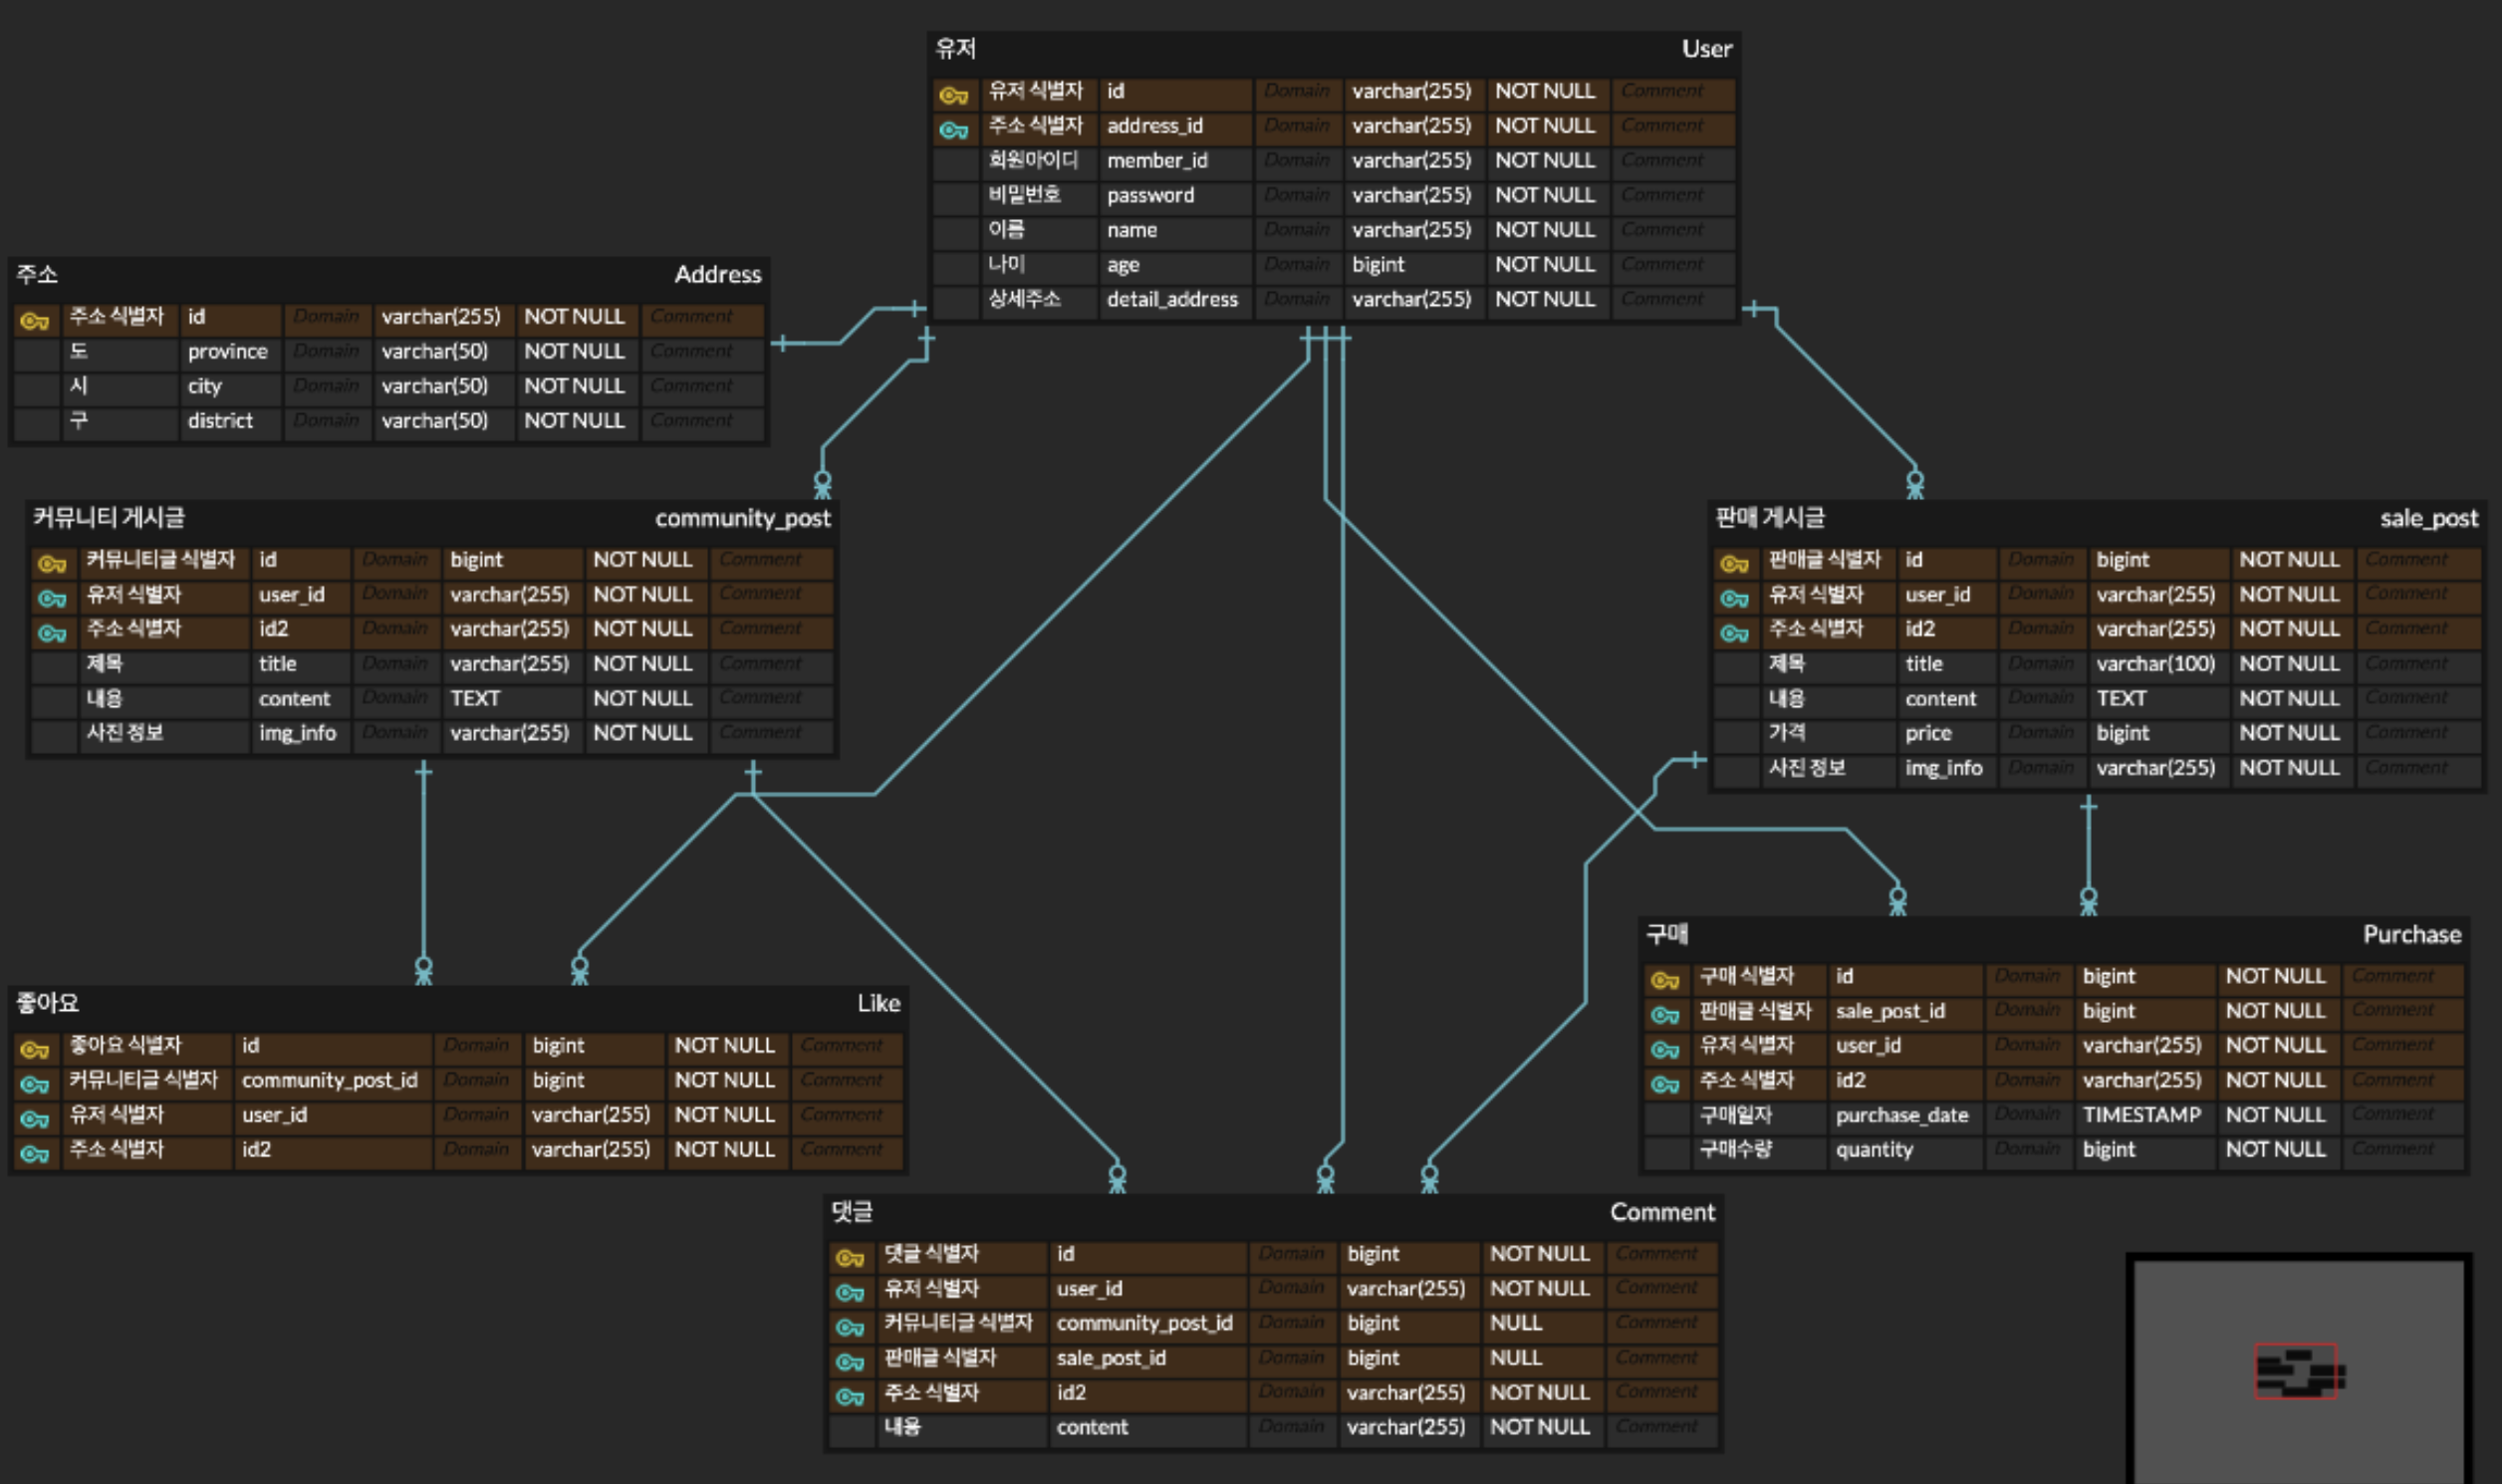 유저 User
유저 식별자 id Domain varchar(255) NOT NULL Comment
주소 식별자 address_id Domain varchar(255) NOT NULL Comment
회원아이디 member_id Domain varchar(255) NOT NULL Comment
비밀번호 password Domain varchar(255) NOT NULL Comment
이름 name Domain varchar(255) NOT NULL Comment
나이 age Domain bigint NOT NULL Comment
상세주소 detail_address Domain varchar(255) NOT NULL Comment
주소 Address
주소 식별자 id Domain varchar(255) NOT NULL Comment
도 province Domain varchar(50) NOT NULL Comment
시 city Domain varchar(50) NOT NULL Comment
구 district Domain varchar(50) NOT NULL Comment
커뮤니티 게시글 community_post
커뮤니티글 식별자 id Domain bigint NOT NULL Comment
유저 식별자 user_id Domain varchar(255) NOT NULL Comment
주소 식별자 id2 Domain varchar(255) NOT NULL Comment
제목 title Domain varchar(255) NOT NULL Comment
내용 content Domain TEXT NOT NULL Comment
사진 정보 img_info Domain varchar(255) NOT NULL Comment
판매 게시글 sale_post
판매글 식별자 id Domain bigint NOT NULL Comment
유저 식별자 user_id Domain varchar(255) NOT NULL Comment
주소 식별자 id2 Domain varchar(255) NOT NULL Comment
제목 title Domain varchar(100) NOT NULL Comment
내용 content Domain TEXT NOT NULL Comment
가격 price Domain bigint NOT NULL Comment
사진 정보 img_info Domain varchar(255) NOT NULL Comment
구매 Purchase
구매 식별자 id Domain bigint NOT NULL Comment
판매글 식별자 sale_post_id Domain bigint NOT NULL Comment
유저 식별자 user_id Domain varchar(255) NOT NULL Comment
주소 식별자 id2 Domain varchar(255) NOT NULL Comment
구매일자 purchase_date Domain TIMESTAMP NOT NULL Comment
구매수량 quantity Domain bigint NOT NULL Comment
좋아요 Like
좋아요 식별자 id Domain bigint NOT NULL Comment
커뮤니티글 식별자 community_post_id Domain bigint NOT NULL Comment
유저 식별자 user_id Domain varchar(255) NOT NULL Comment
주소 식별자 id2 Domain varchar(255) NOT NULL Comment
댓글 Comment
댓글 식별자 id Domain bigint NOT NULL Comment
유저 식별자 user_id Domain varchar(255) NOT NULL Comment
커뮤니티글 식별자 community_post_id Domain bigint NULL Comment
판매글 식별자 sale_post_id Domain bigint NULL Comment
주소 식별자 id2 Domain varchar(255) NOT NULL Comment
내용 content Domain varchar(255) NOT NULL Comment